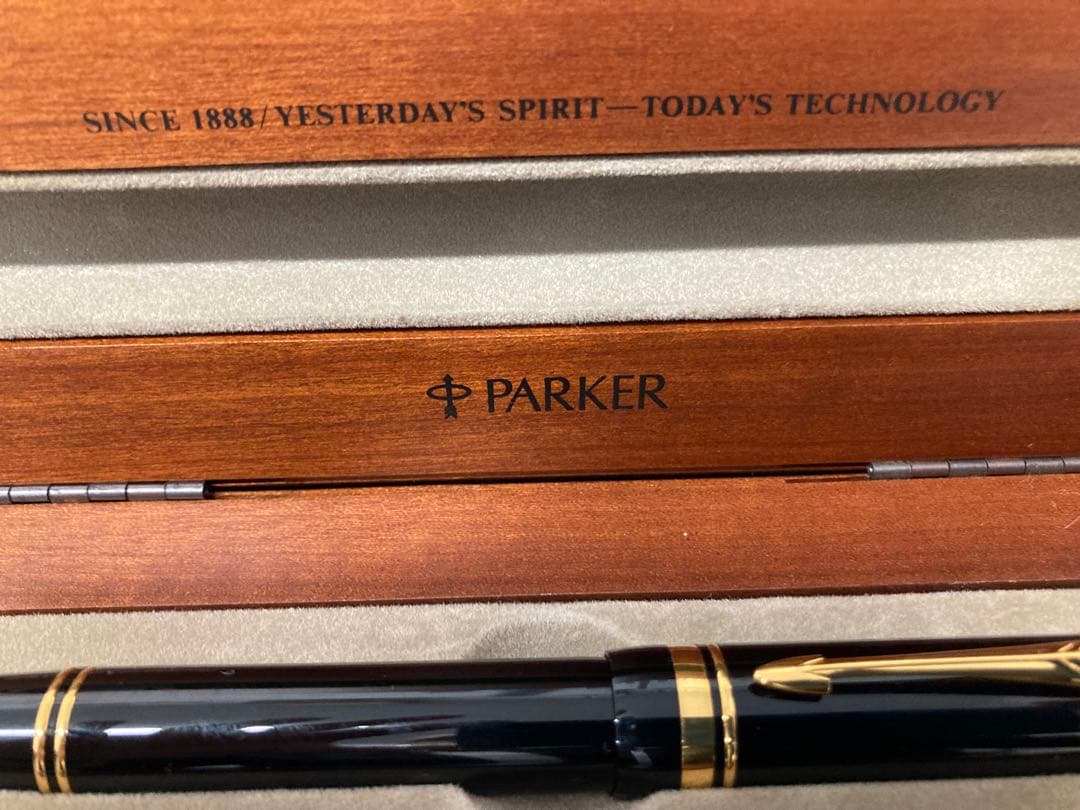 SINCE 1888/YESTERDAY'S SPIRIT—TODAY'S TECHNOLOGY
PARKER